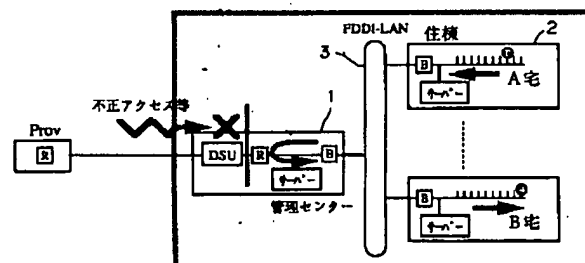 FDDI-LAN
住棟
2
3
B
サーバー
A宅
不正アクセス等
1
Prov
R
DSU
R
B
サーバー
管理センター
B
サーバー
B宅